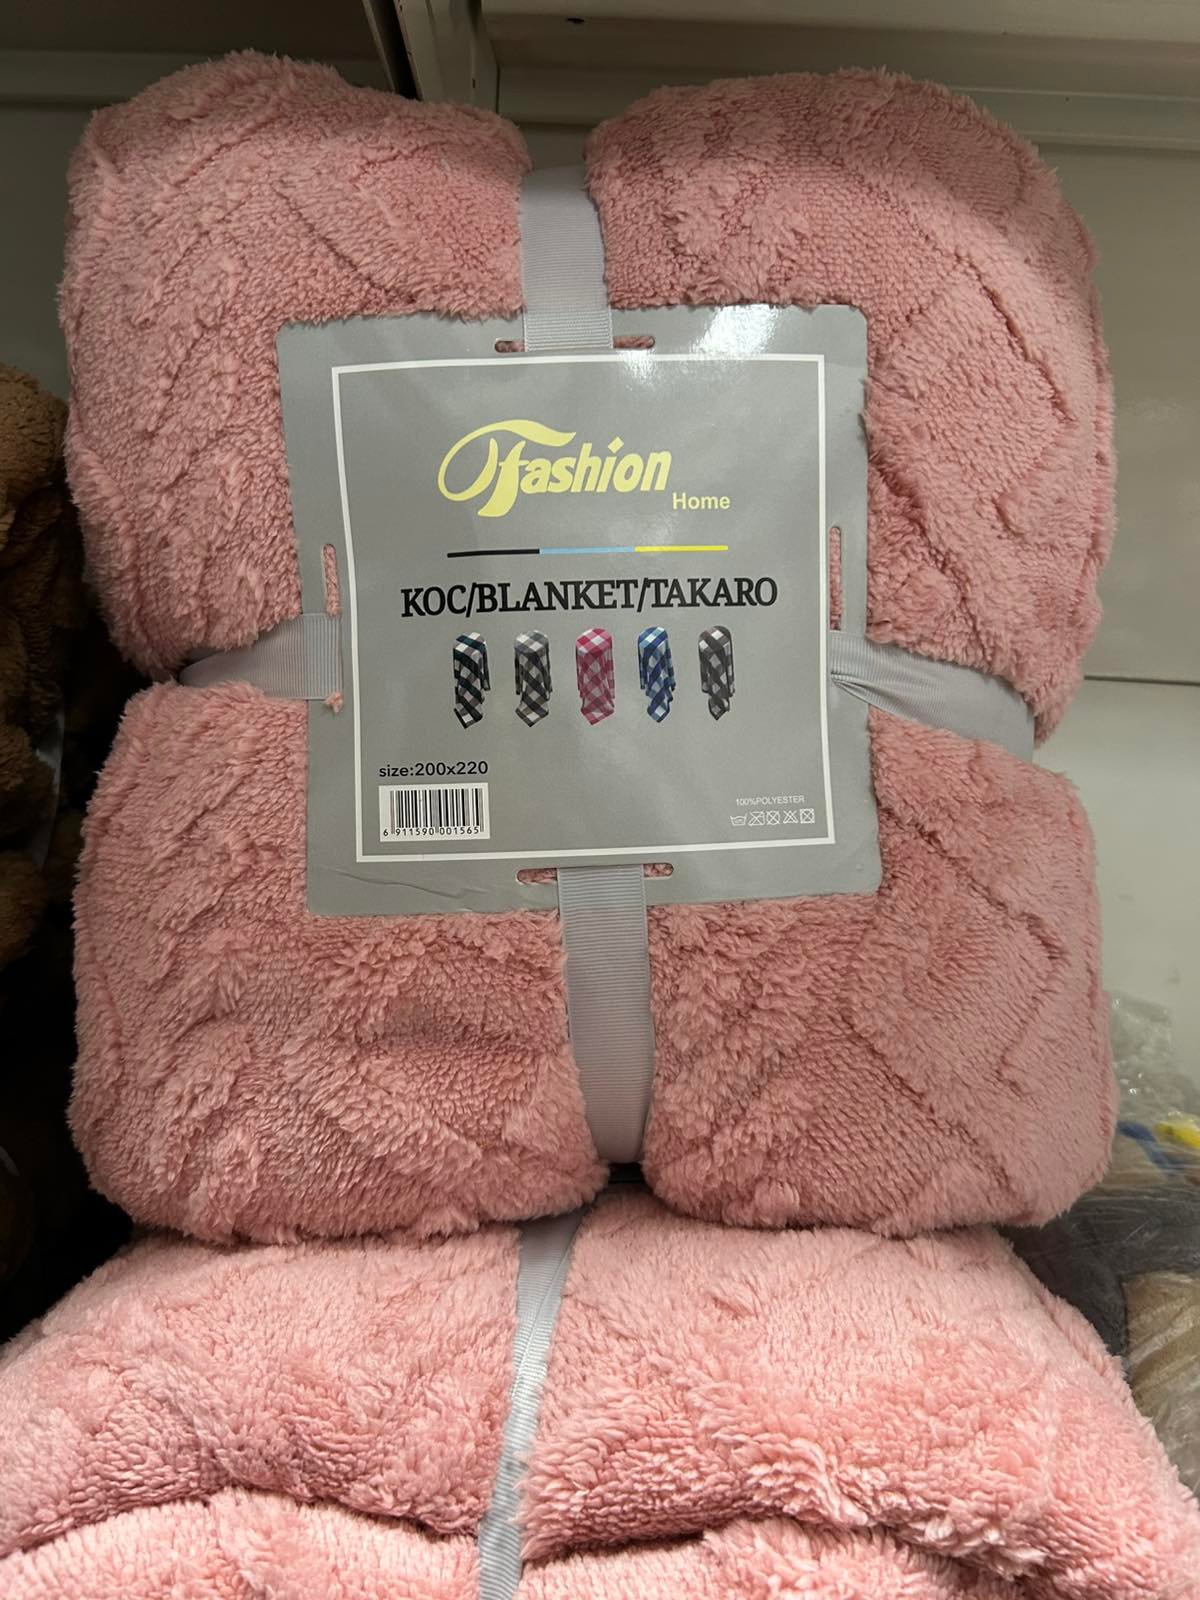 Fashion
Home
KOC/BLANKET/TAKARO
size:200x220
6 911590 001565
100%POLYESTER